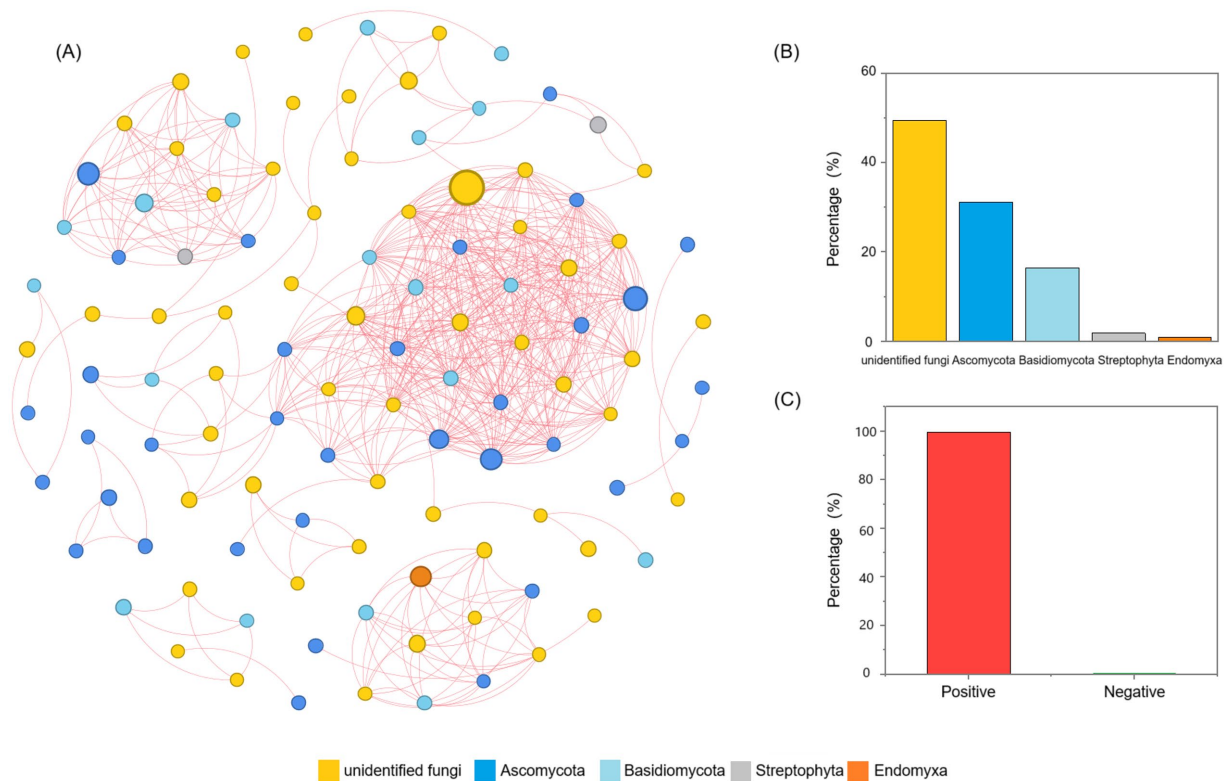 (A)
(B)
Percentage (%)
60
40
20
0
unidentified fungi Ascomycota Basidiomycota Streptophyta Endomyxa
(C)
Percentage (%)
100
80
60
40
20
0
Positive Negative
unidentified fungi Ascomycota Basidiomycota Streptophyta Endomyxa